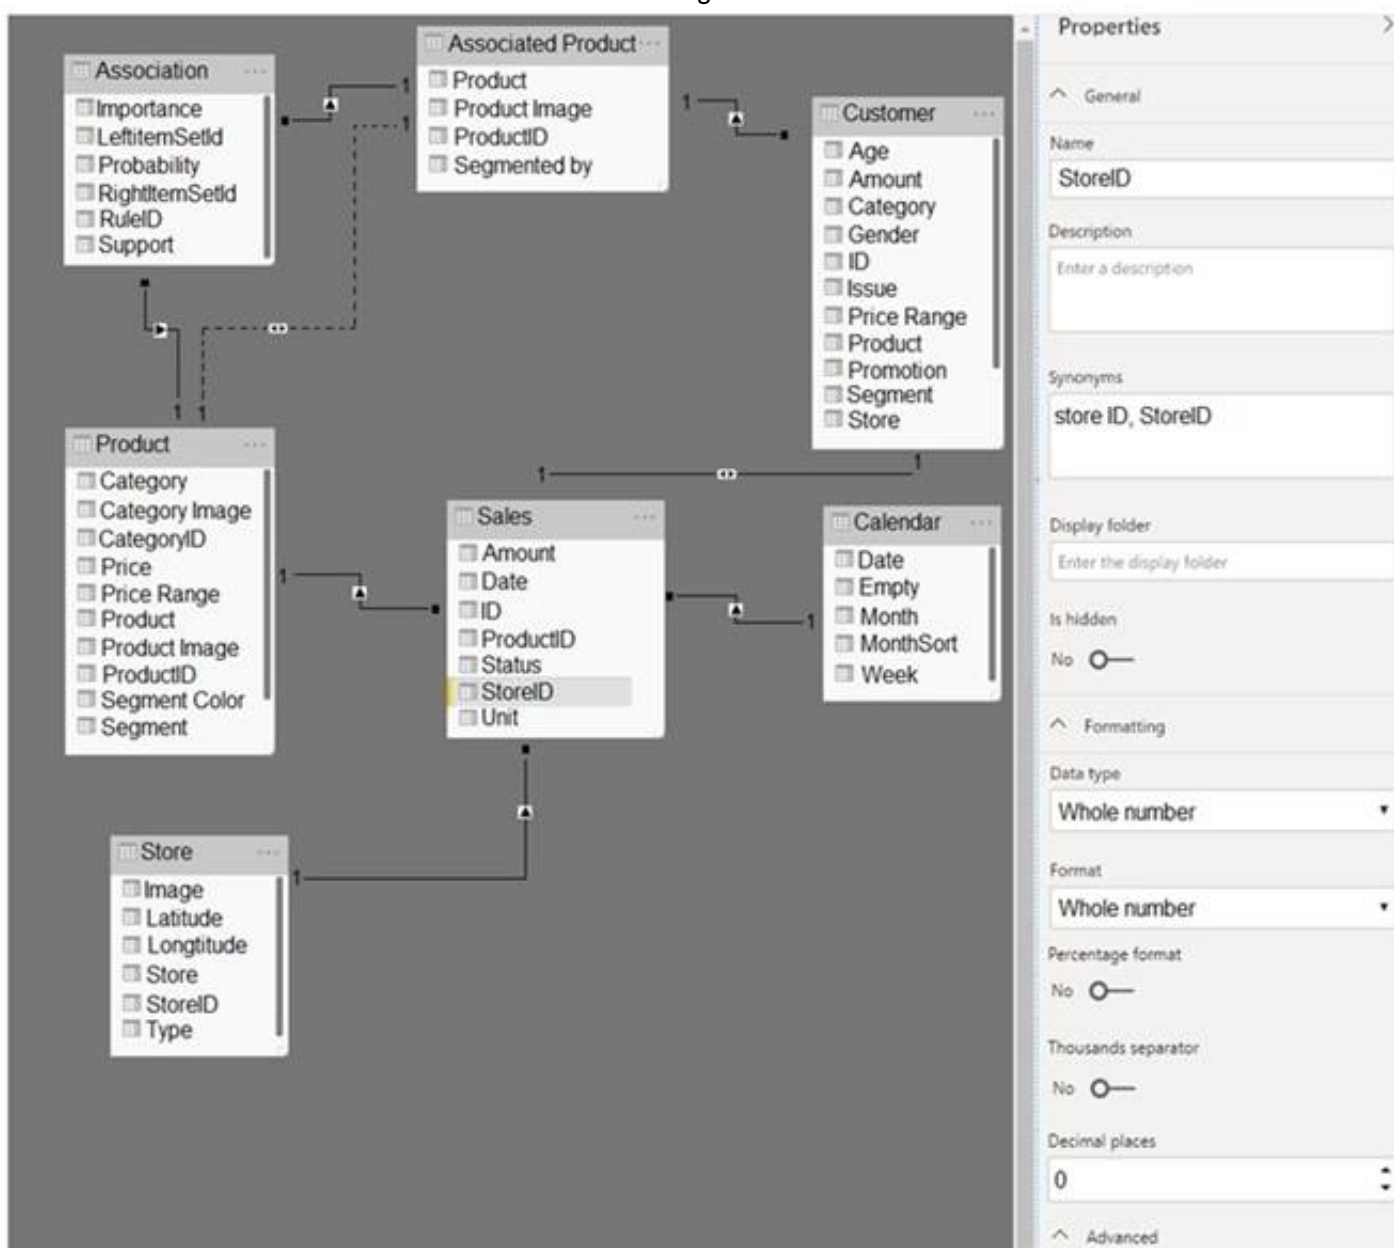 Association
Importance
LeftitemSetId
Probability
RightItemSetId
RuleID
Support
Associated Product
Product
Product Image
ProductID
Segmented by
Customer
Age
Amount
Category
Gender
ID
Issue
Price Range
Product
Promotion
Segment
Store
1
1
1
1
1
1
1
Product
Category
Category Image
CategoryID
Price
Price Range
Product
Product Image
ProductID
Segment Color
Segment
1
Sales
Amount
Date
ID
ProductID
Status
StoreID
Unit
1
Calendar
Date
Empty
Month
MonthSort
Week
Store
Image
Latitude
Longtitude
Store
StoreID
Type
1
Properties
General
Name
StoreID
Description
Enter a description
Synonyms
store ID, StoreID
Display folder
Enter the display folder
Is hidden
No
Formatting
Data type
Whole number
Format
Whole number
Percentage format
No
Thousands separator
No
Decimal places
0
Advanced